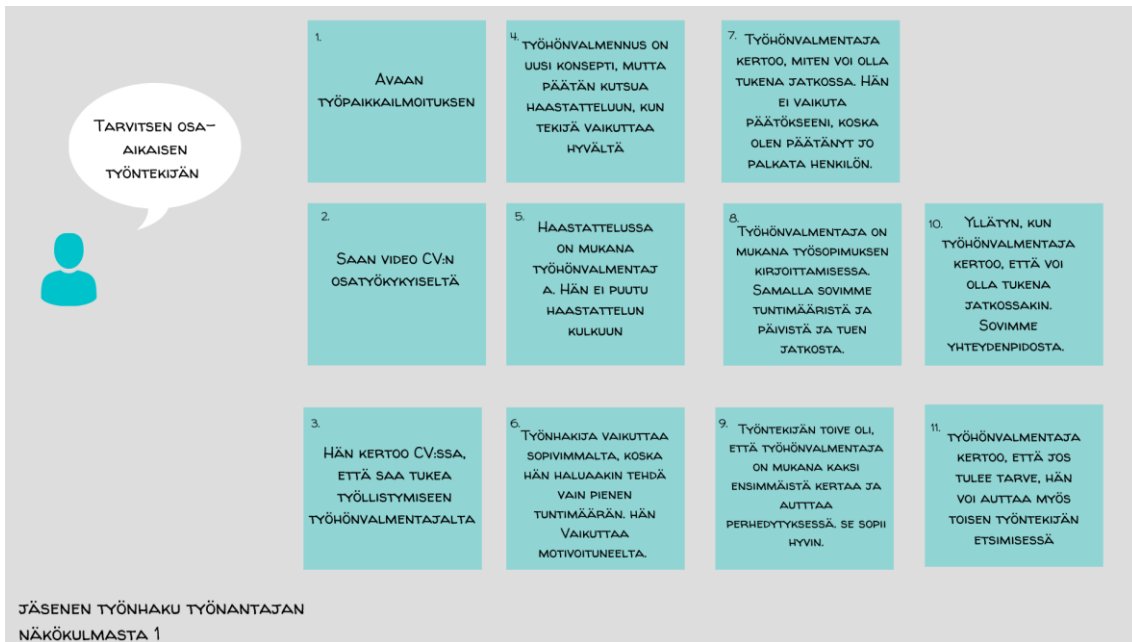 TARVITSEN OSA-
AIKAISEN
TYÖNTEKIJÄN
1.
AVAAN
TYÖPAIKKAILMOITUKSEN
2.
SAAN VIDEO CV:N
OSATYÖKYKYISELTÄ
3.
HÄN KERTOO CV:SSA,
ETTÄ SAA TUKEA
TYÖLLISTYMISEEN
TYÖHÖNVALMENTAJALTA
4.
TYÖHÖNVALMENNUS ON
UUSI KONSEPTI, MUTTA
PÄÄTÄN KUTSUA
HAASTATTELUUN, KUN
TEKIJÄ VAIKUTTAA
HYVÄLTÄ
5.
HAASTATTELUSSA
ON MUKANA
TYÖHÖNVALMENTAJ
A. HÄN EI PUUTU
HAASTATTELUN
KULKUUN
6.
TYÖNHAKIJA VAIKUTTAA
SOPIVIMMALTA, KOSKA
HÄN HALUAAKIN TEHDÄ
VAIN PIENEN
TUNTIMÄÄRÄN. HÄN
VAIKUTTAA
MOTIVOITUNEELTA.
7.
TYÖHÖNVALMENTAJA
KERTOO, MITEN VOI OLLA
TUKENA JATKOSSA. HÄN
EI VAIKUTA
PÄÄTÖKSEENI, KOSKA
OLEN PÄÄTÄNYT JO
PALKATA HENKILÖN.
8.
TYÖHÖNVALMENTAJA ON
MUKANA TYÖSOPIMUKSEN
KIRJOITTAMISESSA.
SAMALLA SOVIMME
TUNTIMÄÄRISTÄ JA
PÄIVISTÄ JA TUEN
JATKOSTA.
9.
TYÖNTEKIJÄN TOIVE OLI,
ETTÄ TYÖHÖNVALMENTAJA
ON MUKANA KAKSI
ENSIMMÄISTÄ KERTAA JA
AUTTTAA
PERHEDYTYKSESSÄ. SE SOPII
HYVIN.
10.
YLLÄTYN, KUN
TYÖHÖNVALMENTAJA
KERTOO, ETTÄ VOI
OLLA TUKENA
JATKOSSAKIN.
SOVIMME
YHTEYDENPIDOSTA.
11.
TYÖHÖNVALMENTAJA
KERTOO, ETTÄ JOS
TULEE TARVE, HÄN
VOI AUTTAA MYÖS
TOISEN TYÖNTEKIJÄN
ETSIMISESSÄ
JÄSENEN TYÖNHAKU TYÖNANTAJAN
NÄKÖKULMASTA 1